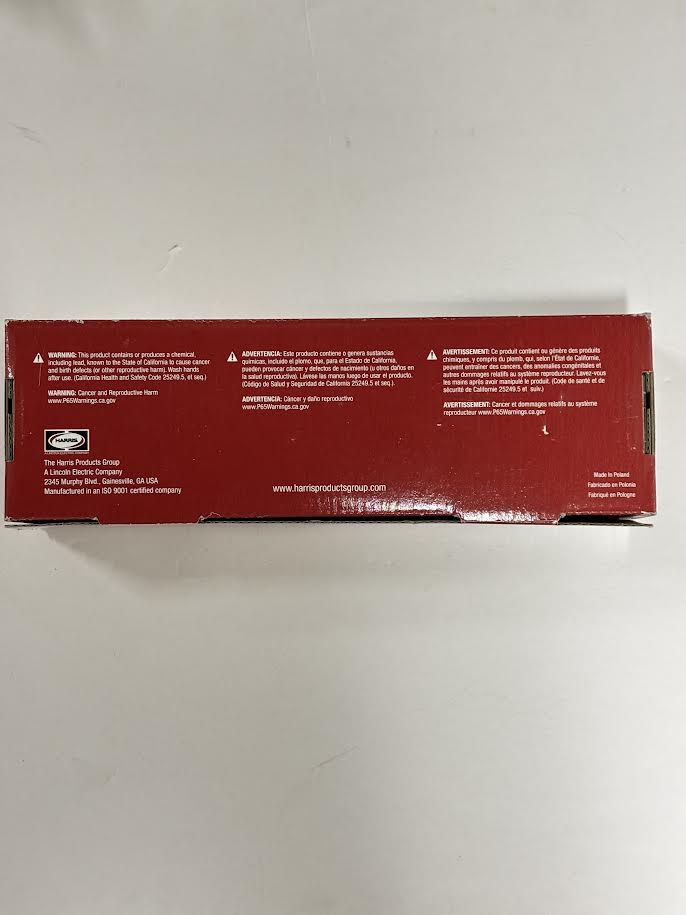 WARNING: This product contains or produces a chemical,
including lead, known to the State of California to cause cancer
and birth defects (or other reproductive harm). Wash hands
after use. (California Health and Safety Code 25249.5, et seq.)
WARNING: Cancer and Reproductive Harm
www.P65Warnings.ca.gov
ADVERTENCIA: Este producto contiene o genera sustancias
químicas, incluido el plomo, que, para el Estado de California,
pueden provocar cáncer y defectos de nacimiento (u otros daños en
la salud reproductiva). Lávese las manos luego de usar el producto.
(Código de Salud y Seguridad de California 25249.5 et seq.).
ADVERTENCIA: Cáncer y daño reproductivo
www.P65Warnings.ca.gov
AVERTISSEMENT: Ce produit contient ou génère des produits
chimiques, y compris du plomb, qui, selon l'État de Californie,
peuvent entraîner des cancers, des anomalies congénitales et
autres dommages relatifs au système reproducteur. Lavez-vous
les mains après avoir manipulé le produit. (Code de santé et de
sécurité de Californie 25249.5 et suiv.)
AVERTISSEMENT: Cancer et dommages relatifs au système
reproducteur www.P65Warnings.ca.gov
HARRIS
The Harris Products Group
A Lincoln Electric Company
2345 Murphy Blvd., Gainesville, GA USA
Manufactured in an ISO 9001 certified company
www.harrisproductsgroup.com
Made In Poland
Fabricado en Polonia
Fabriqué en Pologne